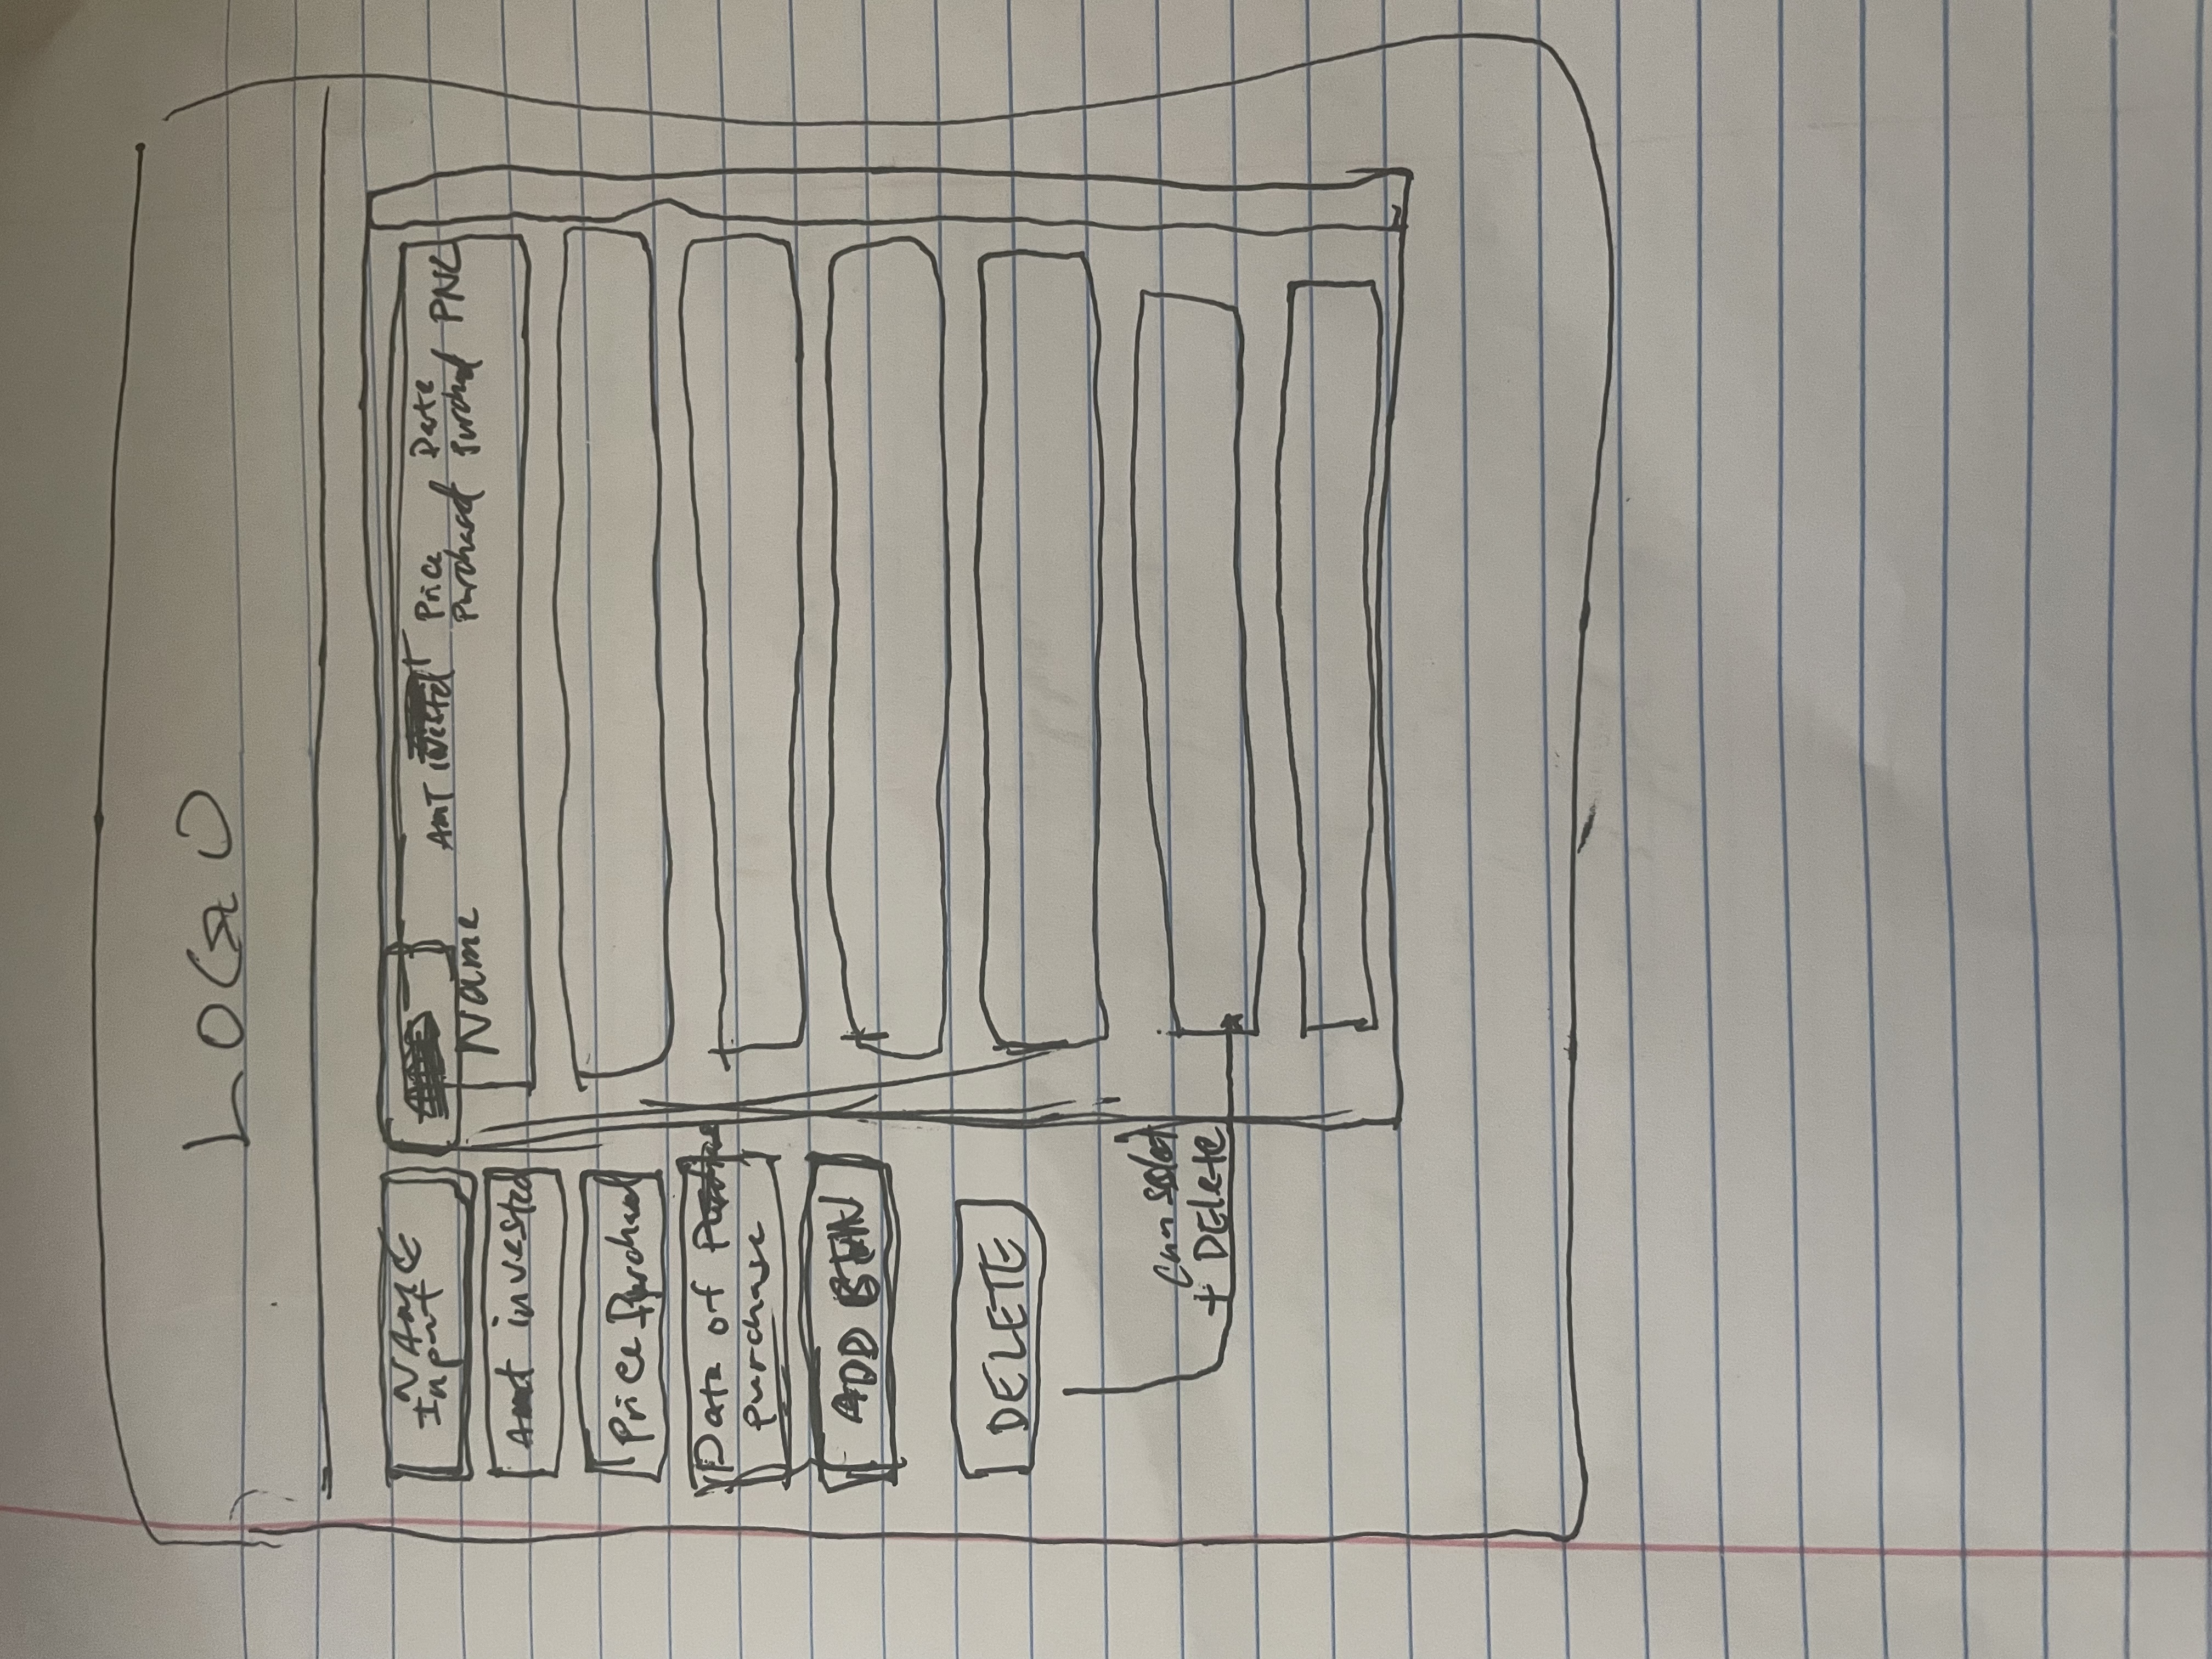 LOGO
NAME
Input
Amt invested
Price Purchased
Date of
purchase
ADD BTN
DELETE
can select
+ DElete
Name
AmT invested
Price
Purchased
Date
Purchased
PNL